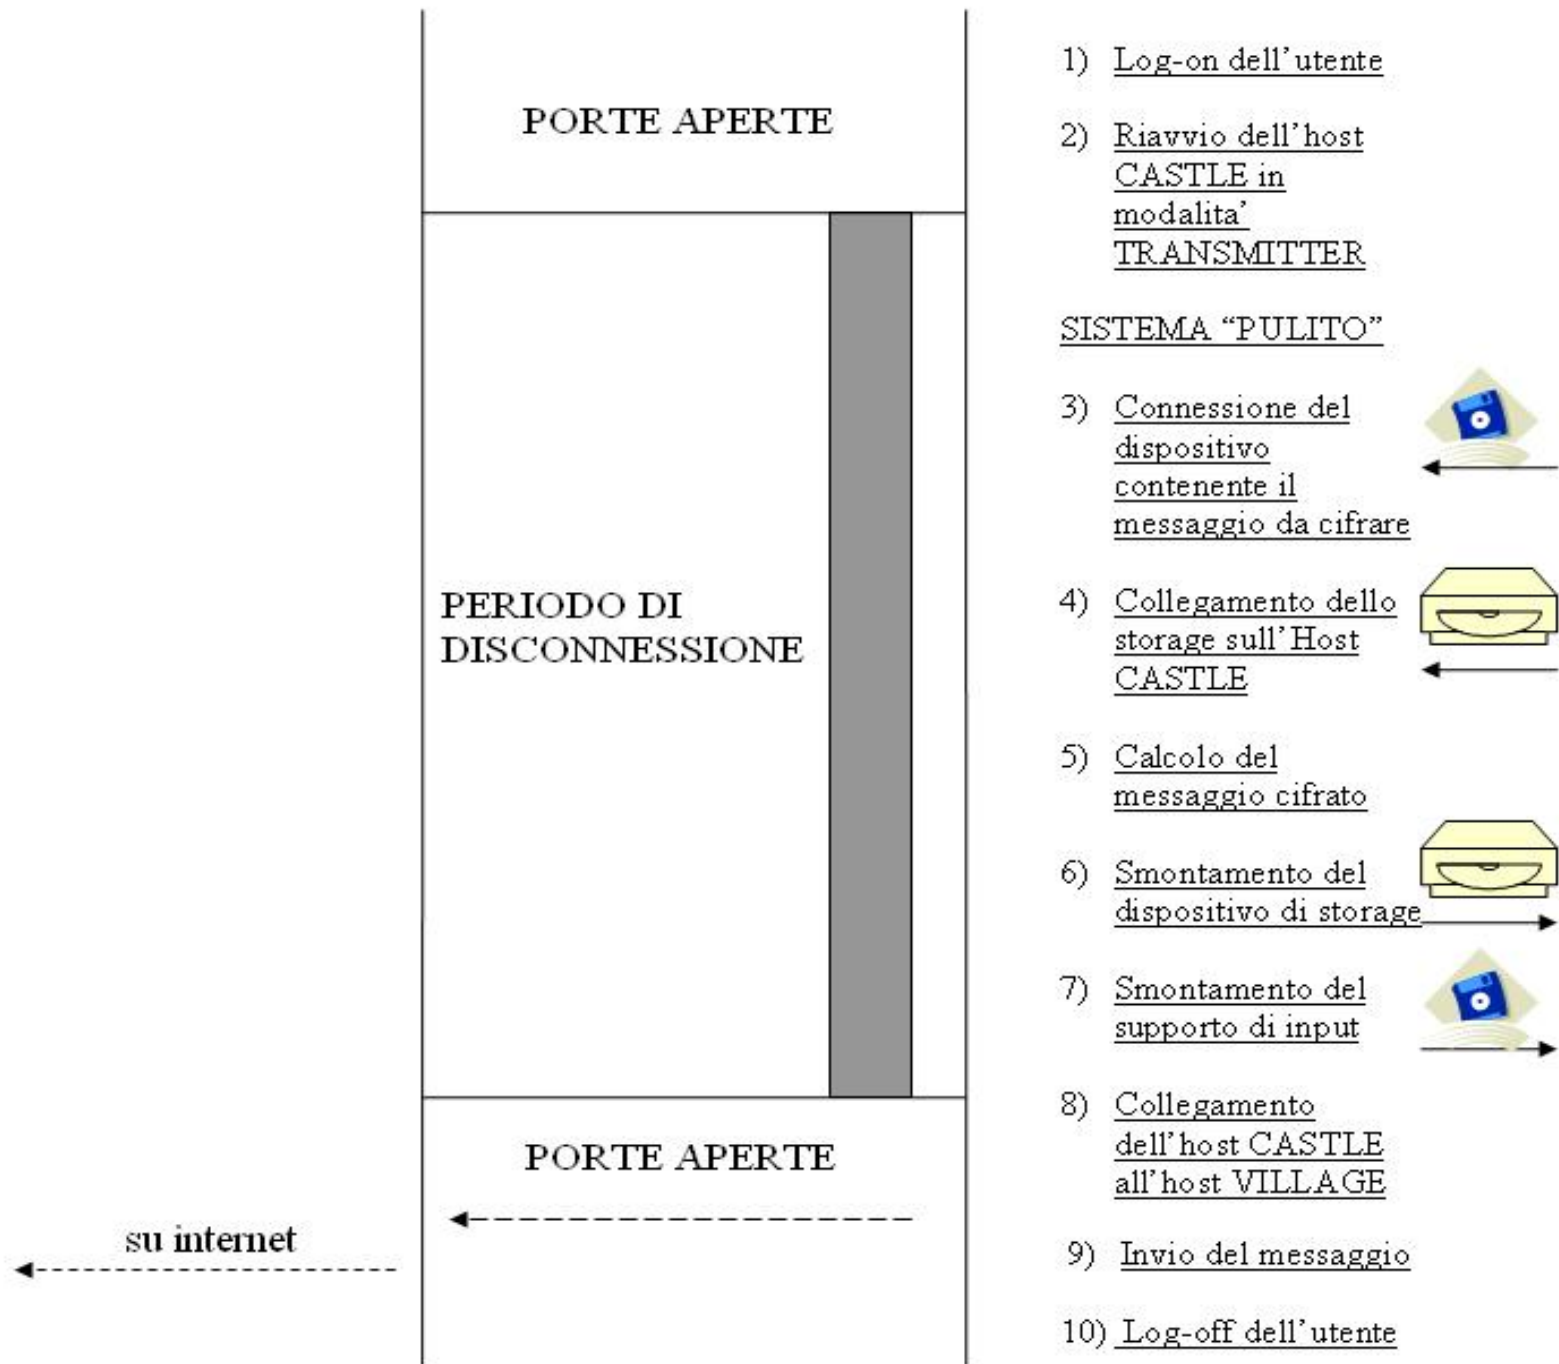 PORTE APERTE
PERIODO DI
DISCONNESSIONE
PORTE APERTE
su internet
1) Log-on dell'utente
2) Riavvio dell'host
CASTLE in
modalita'
TRANSMITTER
SISTEMA “PULITO”
3) Connessione del
dispositivo
contenente il
messaggio da cifrare
4) Collegamento dello
storage sull'Host
CASTLE
5) Calcolo del
messaggio cifrato
6) Smontamento del
dispositivo di storage
7) Smontamento del
supporto di input
8) Collegamento
dell'host CASTLE
all'host VILLAGE
9) Invio del messaggio
10) Log-off dell'utente